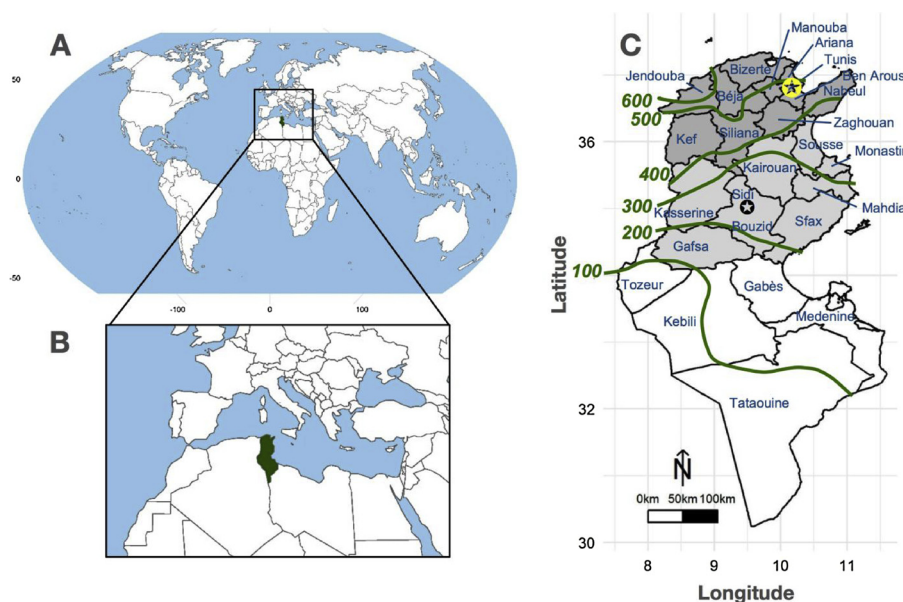 A
50
0
-50
-100
0
100
B
C
Manouba
Ariana
Tunis
Ben Arous
Nabeul
Bizerte
Jendouba
Béja
600
500
Zaghouan
36
Kef
Siliana
Sousse
Monastir
Kairouan
400
Sidi
Mahdia
300
Kasserine
Bouzid
Sfax
200
Gafsa
100
Tozeur
Gabès
Kebili
Medenine
Latitude
32
Tataouine
N
0km 50km 100km
30
8 9 10 11
Longitude